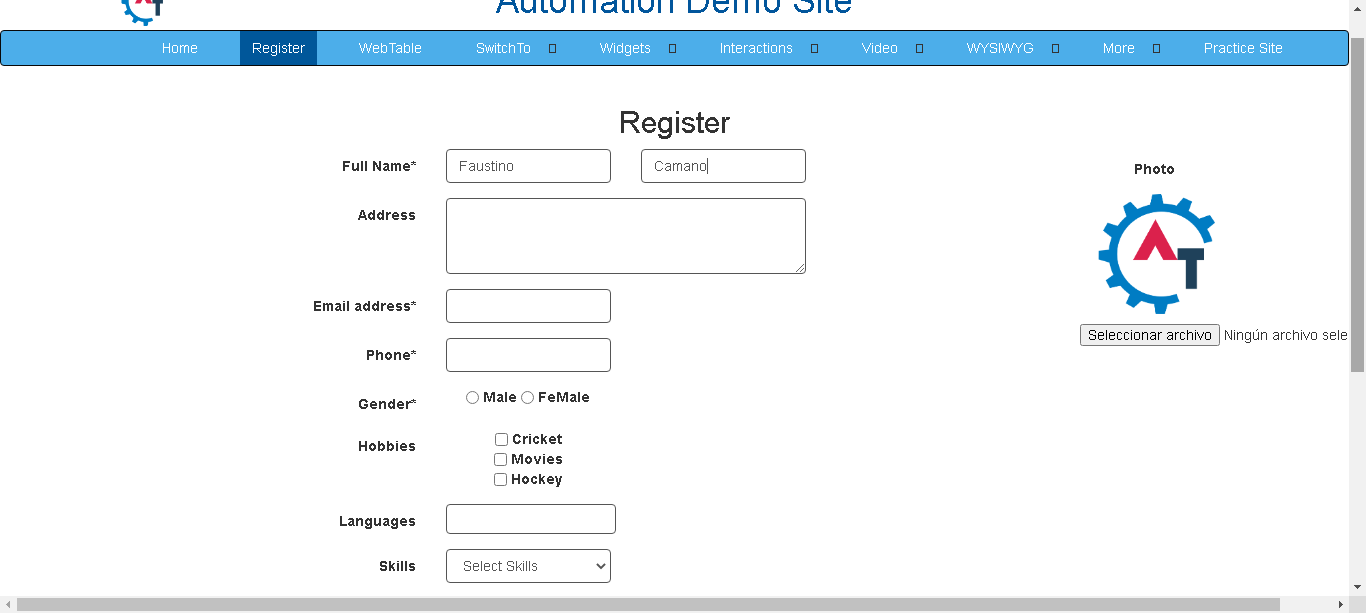 Automation Demo Site
Home Register WebTable SwitchTo Widgets Interactions Video WYSIWYG More Practice Site
Register
Full Name* Faustino Camano
Photo
Address
AT
Email address*
Seleccionar archivo Ningún archivo sele
Phone*
Gender* Male FeMale
Hobbies Cricket
Movies
Hockey
Languages
Skills Select Skills